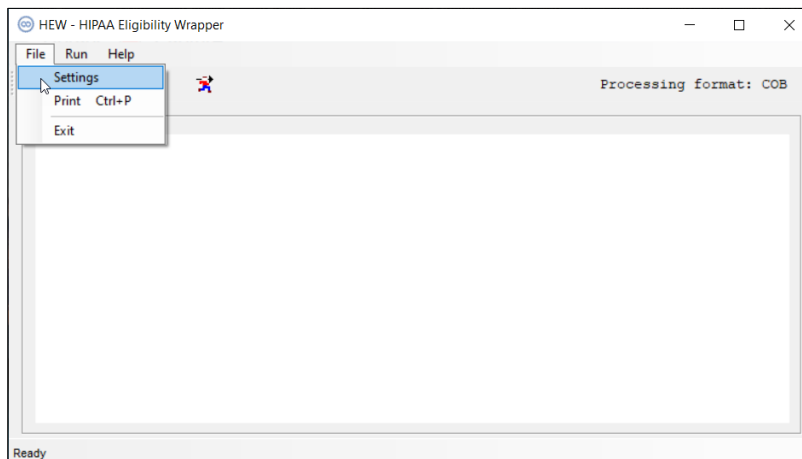 HEW - HIPAA Eligibility Wrapper
File Run Help
Settings
Processing format: COB
Print Ctrl+P
Exit
Ready